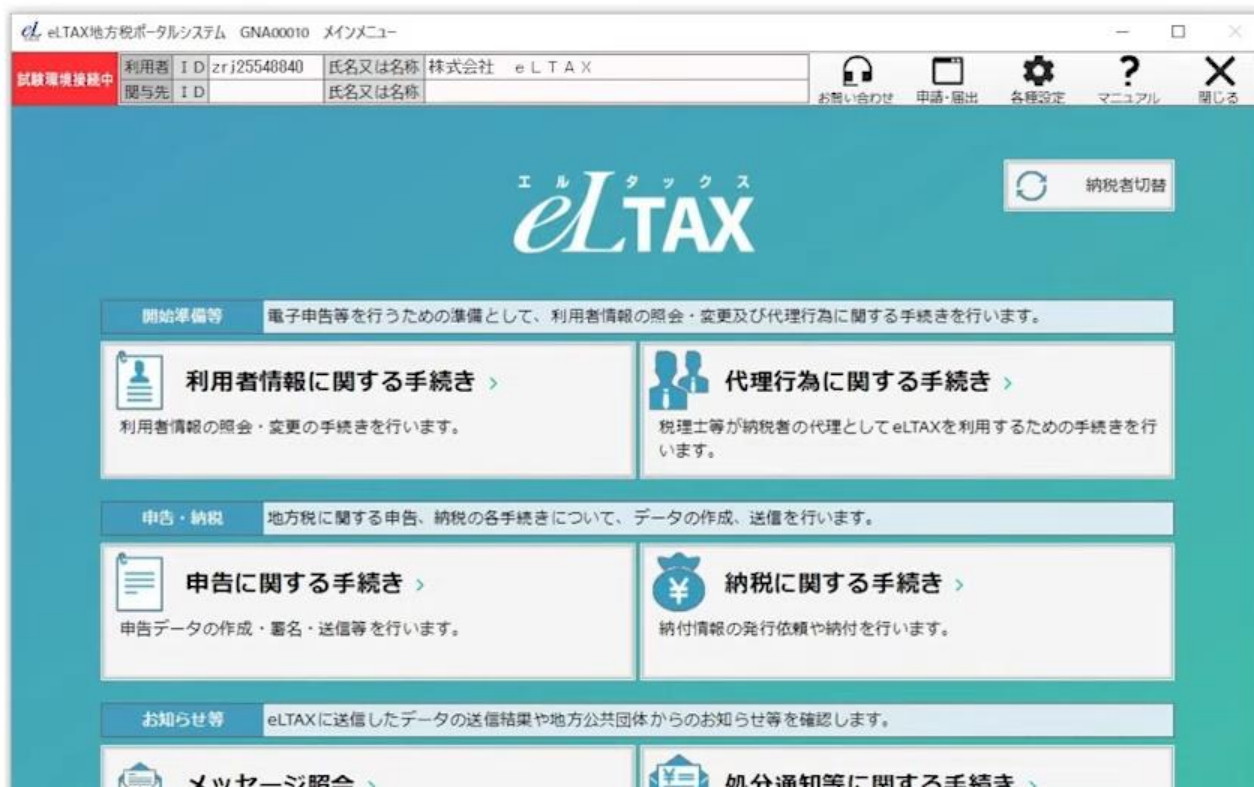 eL eLTAX地方税ポータルシステム GNA00010 メインメニュー
試験環境接続中
利用者 ID zrj25548840 氏名又は名称 株式会社 eLTAX
関与先 ID 氏名又は名称
お問い合わせ 申請・届出 各種設定 マニュアル 閉じる
エルタックス
eLTAX
納税者切替
開始準備等 電子申告等を行うための準備として、利用者情報の照会・変更及び代理行為に関する手続きを行います。
利用者情報に関する手続き
利用者情報の照会・変更の手続きを行います。
代理行為に関する手続き
税理士等が納税者の代理としてeLTAXを利用するための手続きを行
います。
申告・納税 地方税に関する申告、納税の各手続きについて、データの作成、送信を行います。
申告に関する手続き
申告データの作成・署名・送信等を行います。
納税に関する手続き
納付情報の発行依頼や納付を行います。
お知らせ等 eLTAXに送信したデータの送信結果や地方公共団体からのお知らせ等を確認します。
メッセージ照会
処分通知等に関する手続き